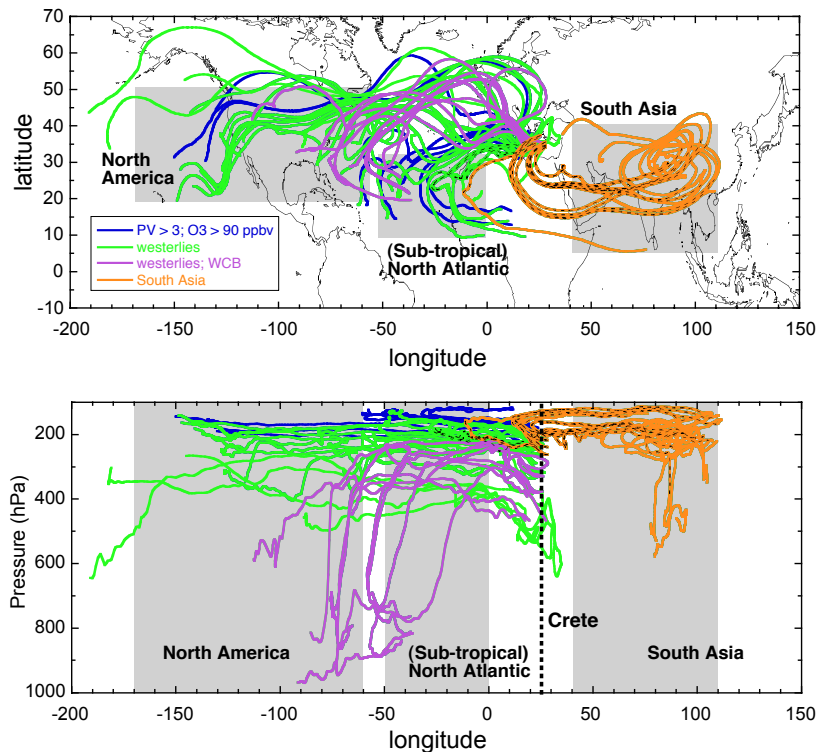 70
60
50
40
30
20
10
0
-10
latitude
South Asia
North
America
(Sub-tropical)
North Atlantic
PV > 3; O3 > 90 ppbv
westerlies
westerlies; WCB
South Asia
-200 -150 -100 -50 0 50 100 150
longitude
200
400
600
800
1000
Pressure (hPa)
Crete
North America
(Sub-tropical)
North Atlantic
South Asia
-200 -150 -100 -50 0 50 100 150
longitude